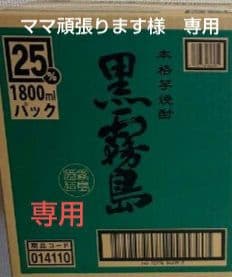 ママ頑張ります様　専用
25%
1800ml
パック
本格芋焼酎
黒霧島
専用
商品コード
014110